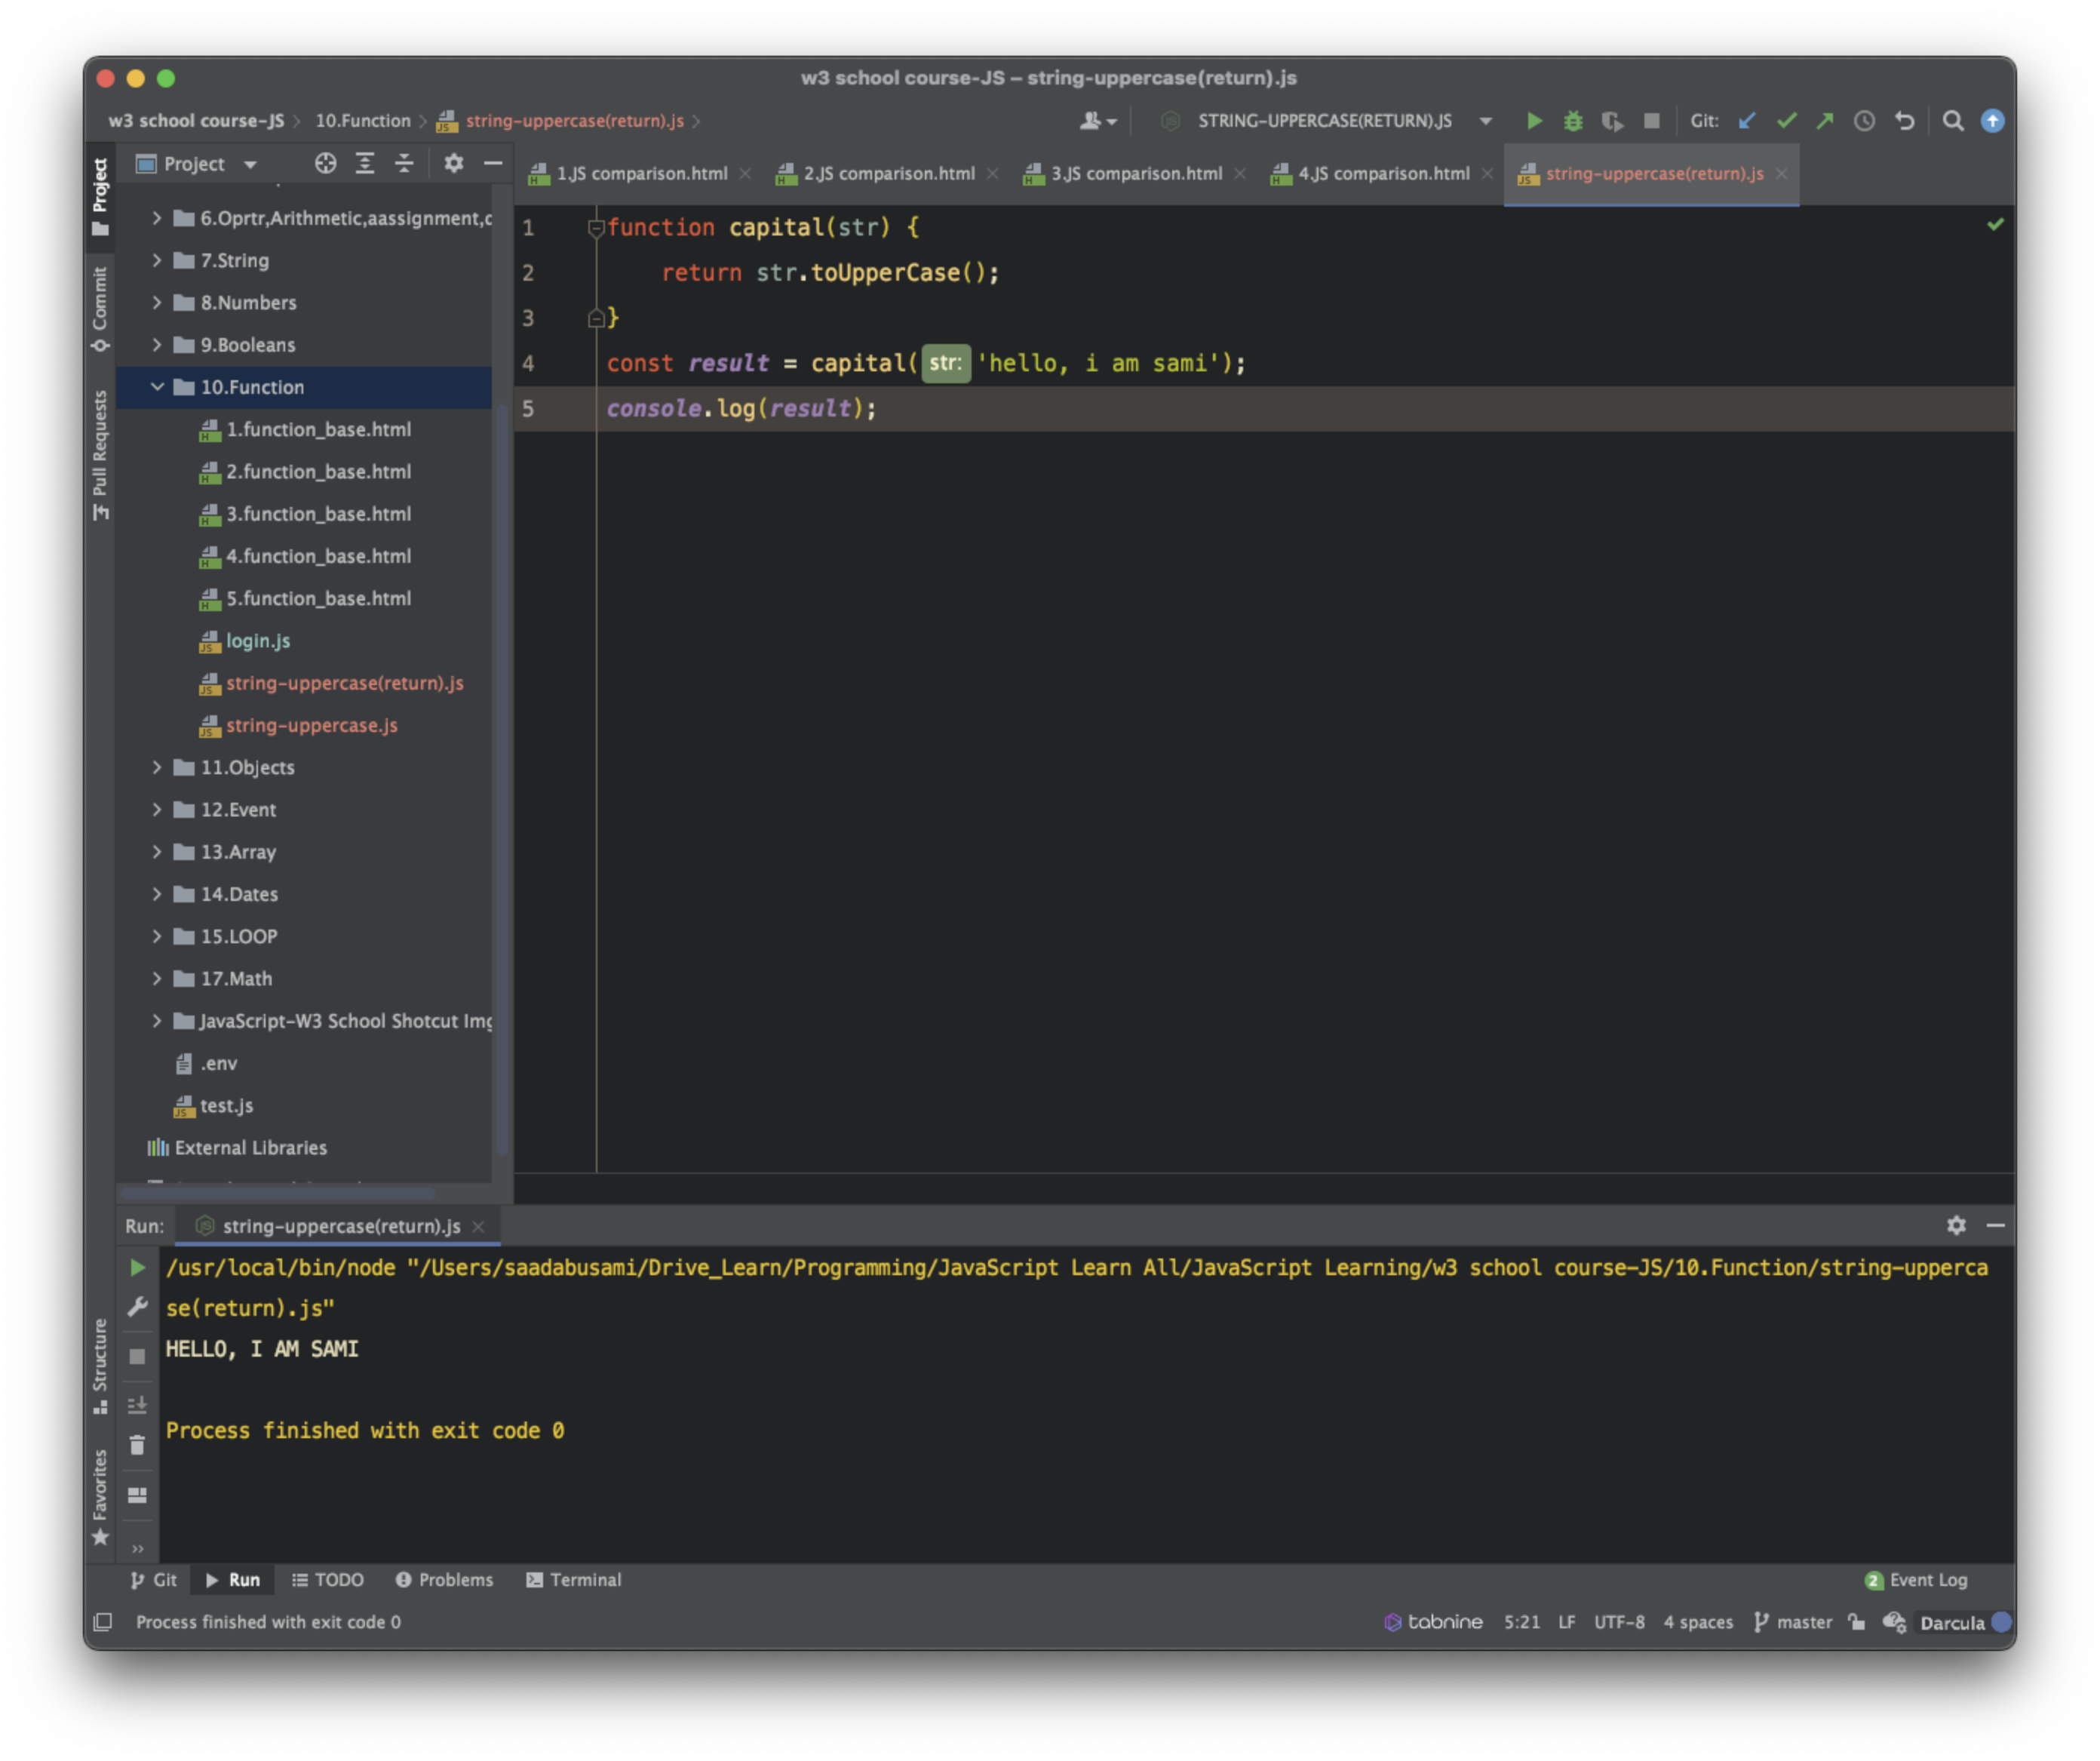 w3 school course-JS – string-uppercase(return).js
w3 school course-JS
10.Function
string-uppercase(return).js
STRING-UPPERCASE(RETURN).JS
Git:
Project
1.JS comparison.html
2.JS comparison.html
3.JS comparison.html
4.JS comparison.html
string-uppercase(return).js
Project
Commit
Pull Requests
6.Oprtr,Arithmetic,aassignment,c
7.String
8.Numbers
9.Booleans
10.Function
1.function_base.html
2.function_base.html
3.function_base.html
4.function_base.html
5.function_base.html
login.js
string-uppercase(return).js
string-uppercase.js
11.Objects
12.Event
13.Array
14.Dates
15.LOOP
17.Math
JavaScript-W3 School Shotcut Img
.env
test.js
External Libraries
1 function capital(str) {
2 return str.toUpperCase();
3 }
4 const result = capital( str: 'hello, i am sami');
5 console.log(result);
Run:
string-uppercase(return).js
/usr/local/bin/node "/Users/saadabusami/Drive_Learn/Programming/JavaScript Learn All/JavaScript Learning/w3 school course-JS/10.Function/string-upperca
se(return).js"
HELLO, I AM SAMI
Process finished with exit code 0
Structure
Favorites
Git
Run
TODO
Problems
Terminal
2 Event Log
Process finished with exit code 0
tabnine
5:21
LF
UTF-8
4 spaces
master
Darcula